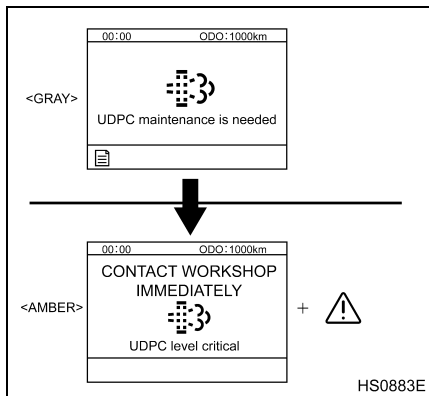 00:00 ODO:1000km
<GRAY>
UDPC maintenance is needed
00:00 ODO:1000km
CONTACT WORKSHOP
IMMEDIATELY
<AMBER>
+
UDPC level critical
HS0883E